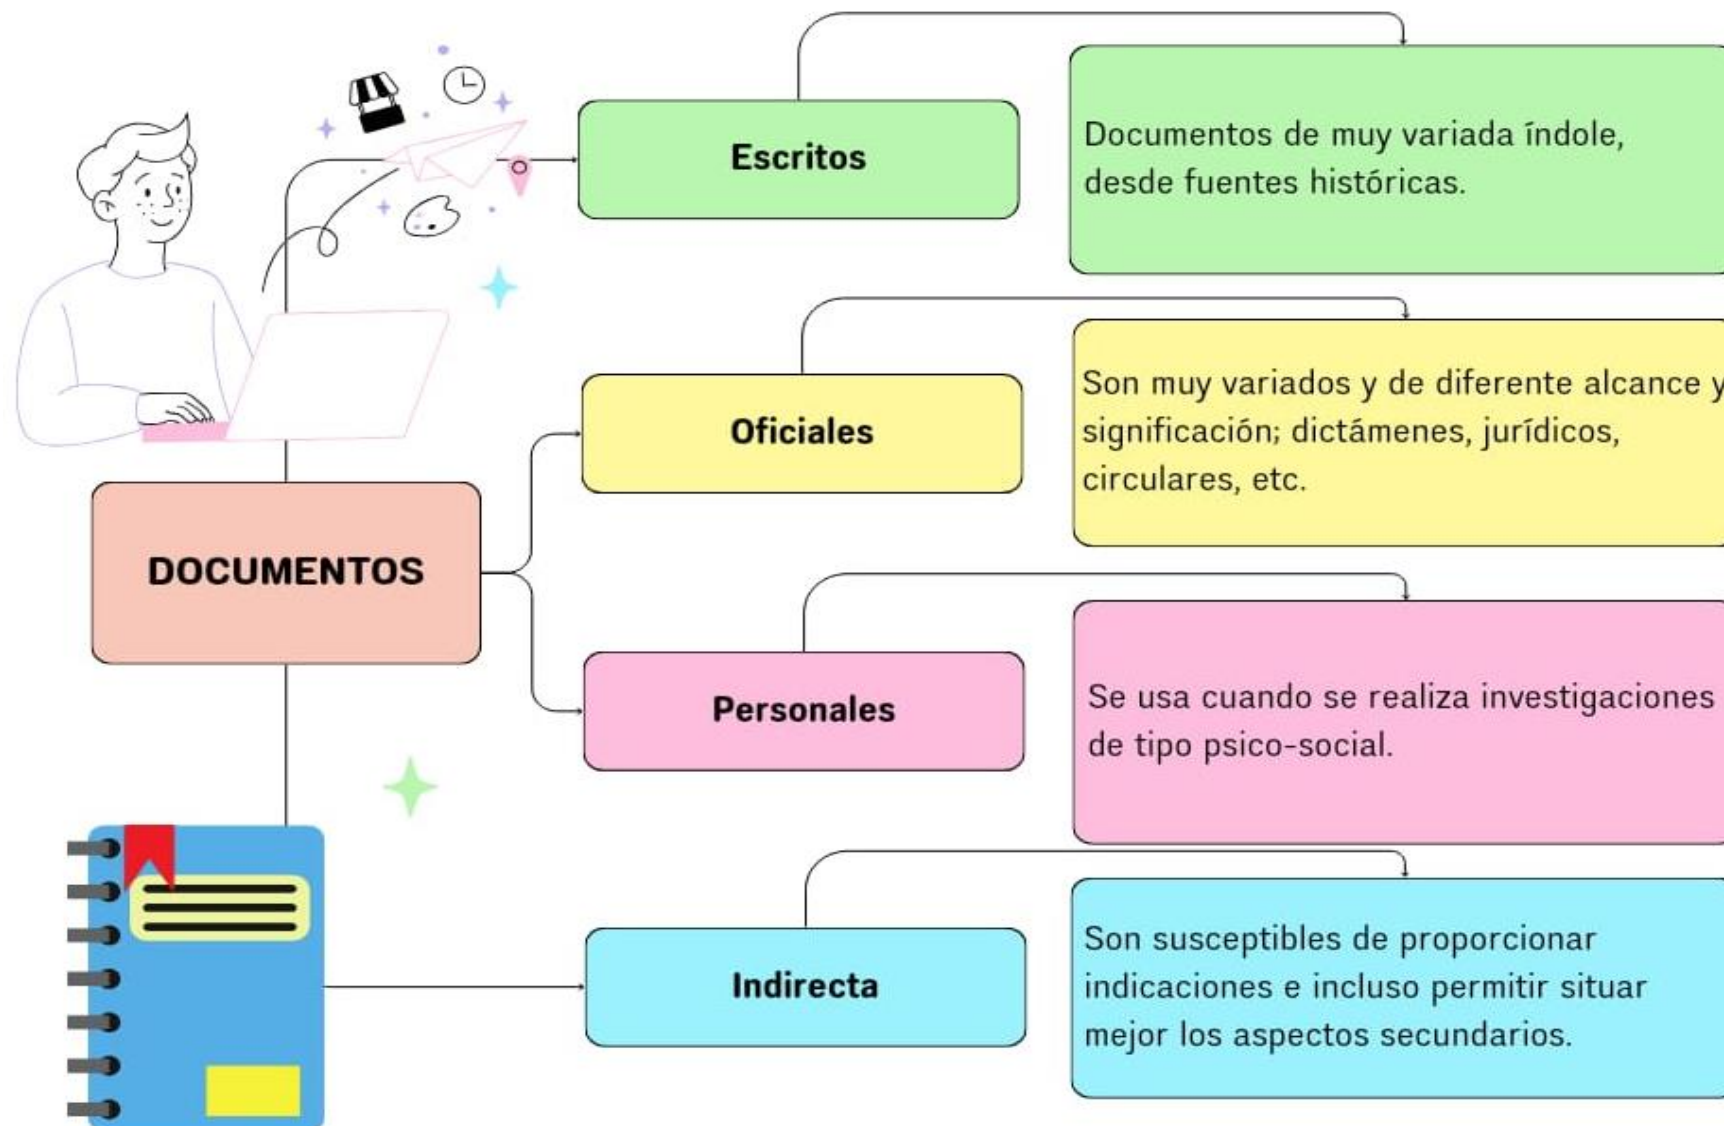 Escritos
Documentos de muy variada índole,
desde fuentes históricas.
Oficiales
Son muy variados y de diferente alcance y
significación; dictámenes, jurídicos,
circulares, etc.
DOCUMENTOS
Personales
Se usa cuando se realiza investigaciones
de tipo psico-social.
Indirecta
Son susceptibles de proporcionar
indicaciones e incluso permitir situar
mejor los aspectos secundarios.